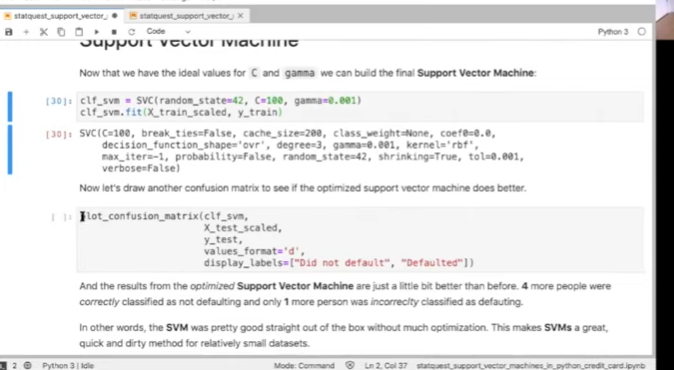 statquest_support_vector_
statquest_support_vector_
Code
Python 3
Support Vector Machine
Now that we have the ideal values for C and gamma we can build the final Support Vector Machine:
[30]: clf_svm = SVC(random_state=42, C=100, gamma=0.001)
clf_svm.fit(X_train_scaled, y_train)
[30]: SVC(C=100, break_ties=False, cache_size=200, class_weight=None, coef0=0.0,
decision_function_shape='ovr', degree=3, gamma=0.001, kernel='rbf',
max_iter=-1, probability=False, random_state=42, shrinking=True, tol=0.001,
verbose=False)
Now let's draw another confusion matrix to see if the optimized support vector machine does better.
[ ]: plot_confusion_matrix(clf_svm,
X_test_scaled,
y_test,
values_format='d',
display_labels=["Did not default", "Defaulted"])
And the results from the optimized Support Vector Machine are just a little bit better than before. 4 more people were
correctly classified as not defaulting and only 1 more person was incorrecity classified as defauting.
In other words, the SVM was pretty good straight out of the box without much optimization. This makes SVMs a great,
quick and dirty method for relatively small datasets.
2 Python 3 | Idle Mode: Command Ln 2, Col 37 statquest_support_vector_machines_in_python_credit_card.ipynb